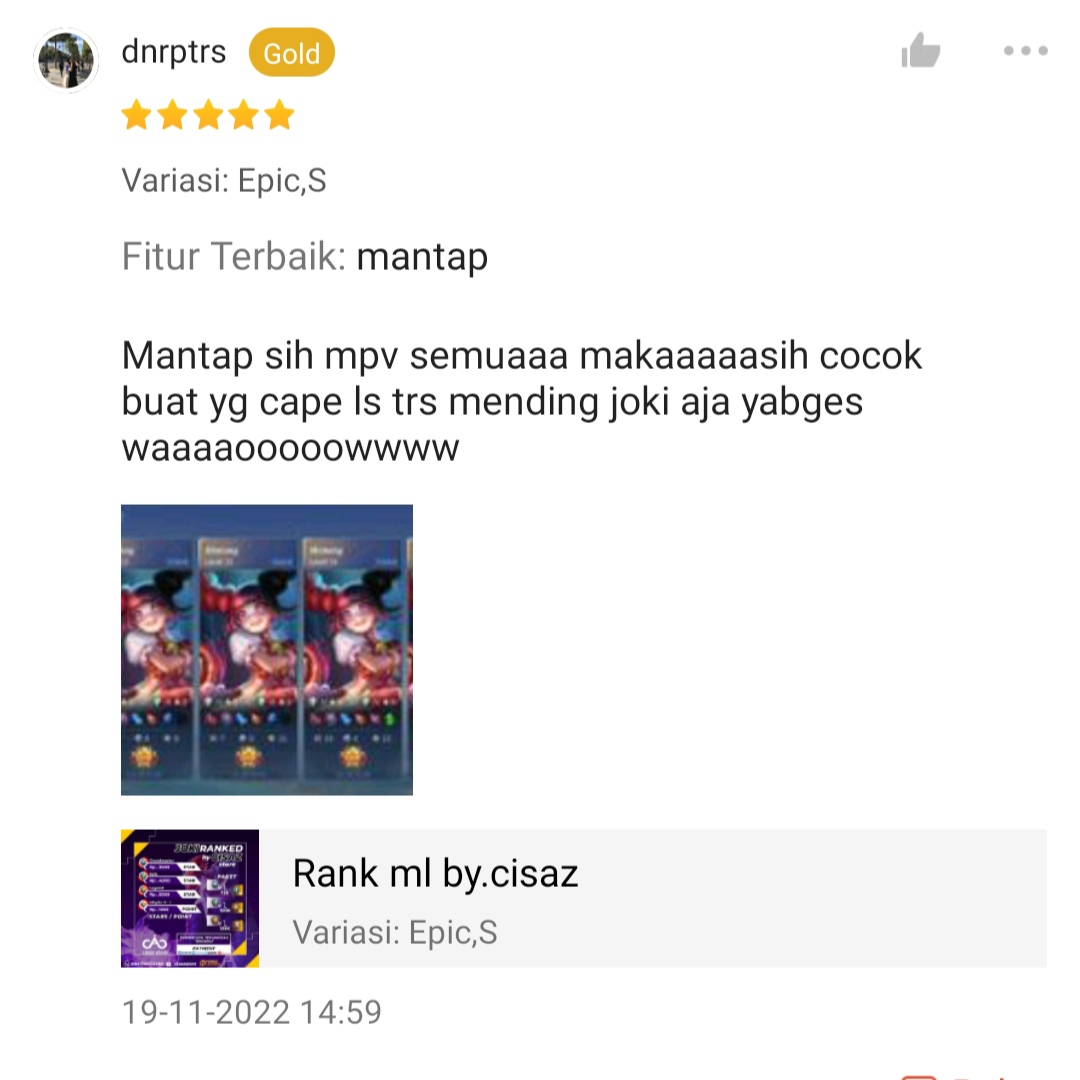 dnrptrs Gold
Variasi: Epic,S
Fitur Terbaik: mantap
Mantap sih mpv semuaaa makaaaaasih cocok
buat yg cape ls trs mending joki aja yabges
waaaaooooowwww
JOKI RANKED
by CISAZ
store
Rank ml by.cisaz
Variasi: Epic,S
19-11-2022 14:59